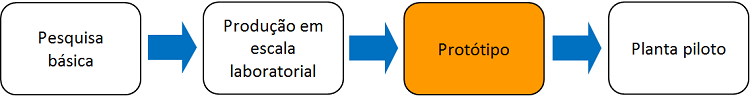 Pesquisa
básica
Produção em
escala
laboratorial
Protótipo
Planta piloto